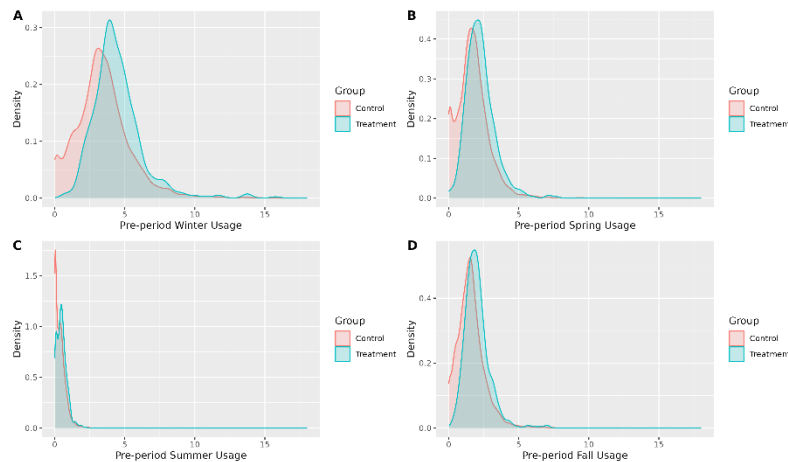 A
0.3
0.2
0.1
0.0
Density
0
5
10
15
Pre-period Winter Usage
Group
Control
Treatment
B
0.4
0.3
0.2
0.1
0.0
Density
0
5
10
15
Pre-period Spring Usage
Group
Control
Treatment
C
1.5
1.0
0.5
0.0
Density
0
5
10
15
Pre-period Summer Usage
Group
Control
Treatment
D
0.4
0.2
0.0
Density
0
5
10
15
Pre-period Fall Usage
Group
Control
Treatment